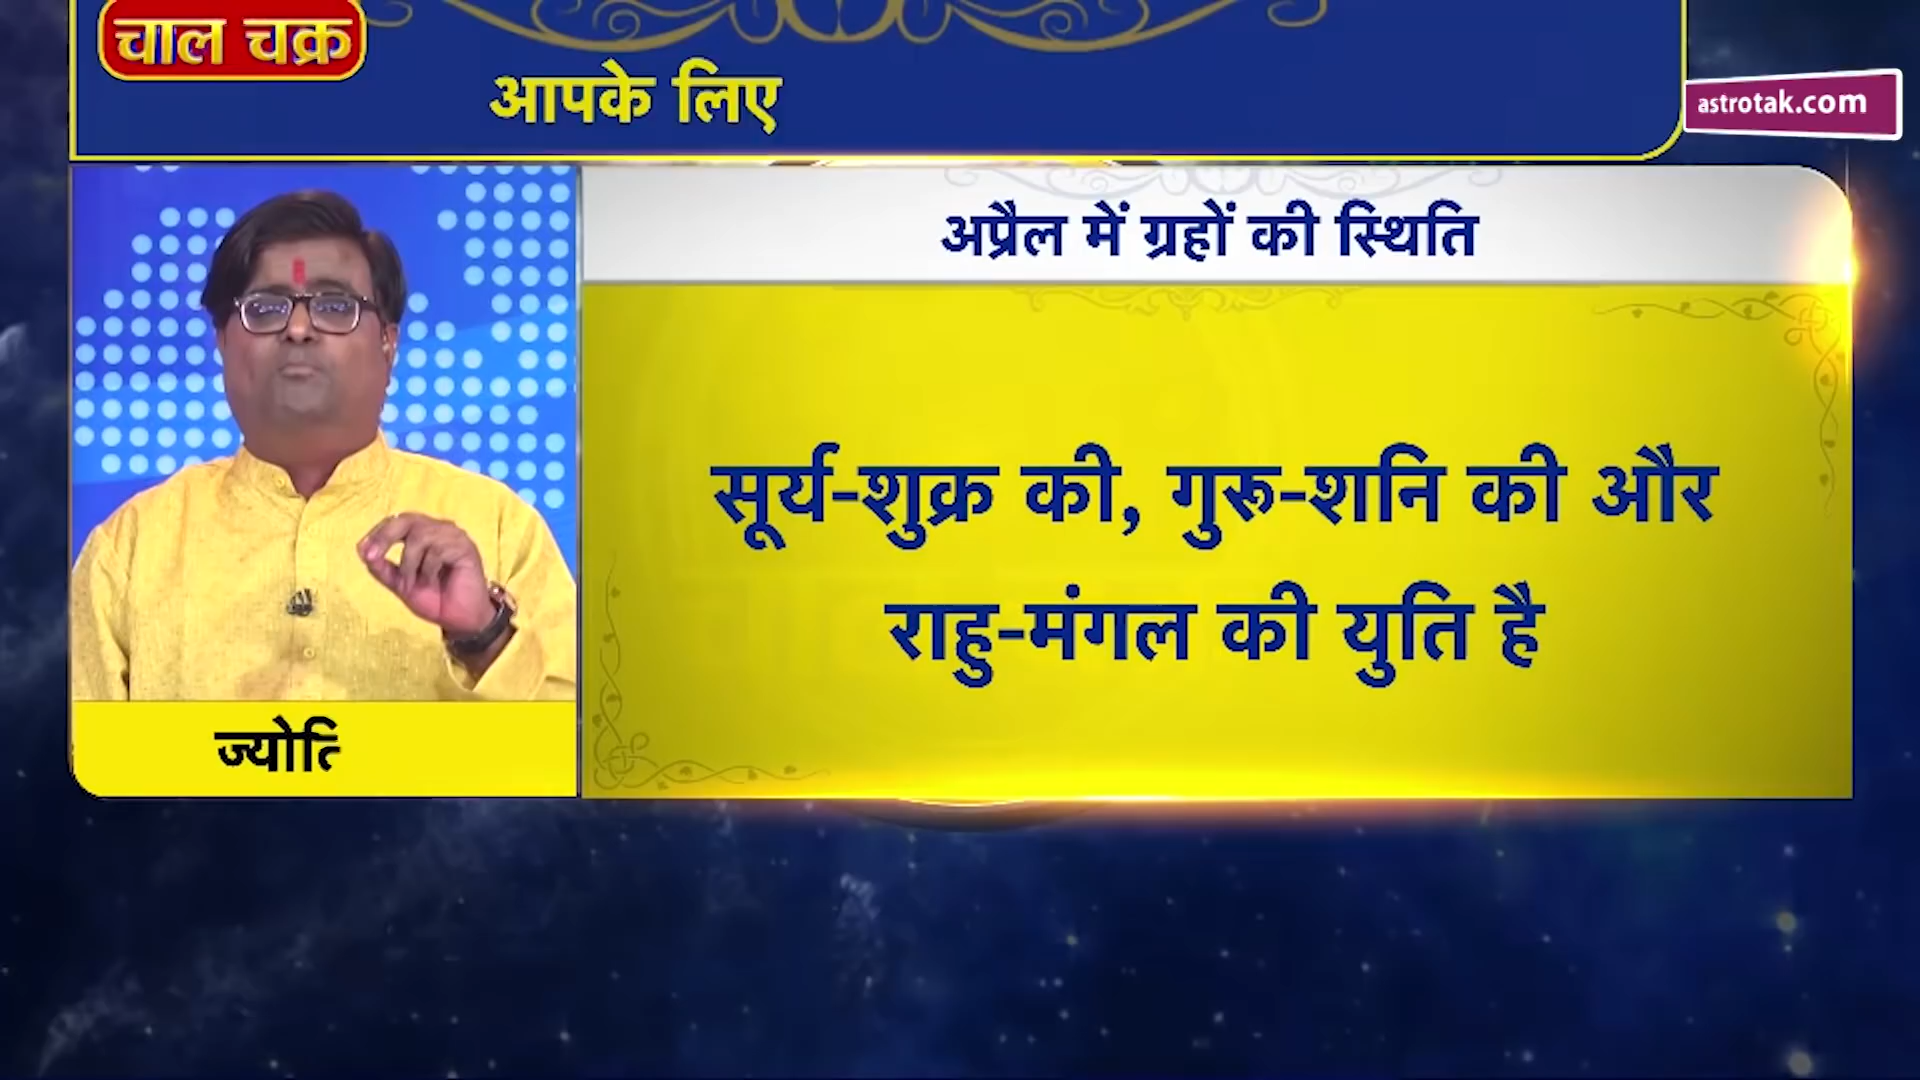 चाल चक्र
आपके लिए
astrotak.com
अप्रैल में ग्रहों की स्थिति
सूर्य-शुक्र की, गुरू-शनि की और
राहु-मंगल की युति है
ज्योति